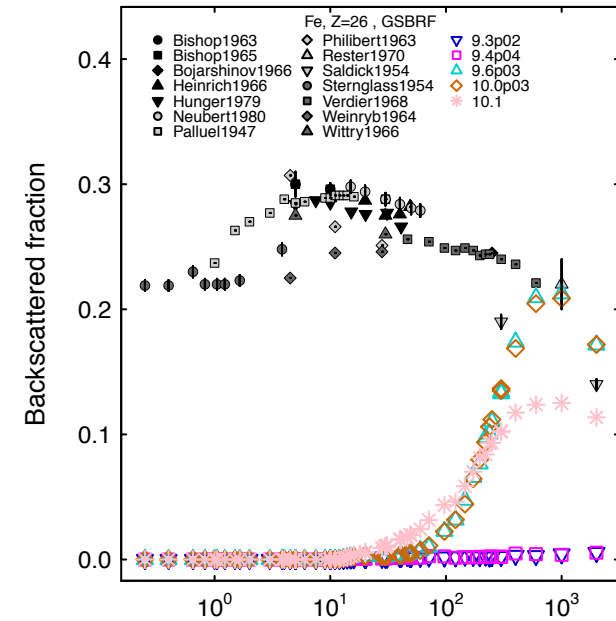 Fe, Z=26 , GSBRF
Bishop1963
Bishop1965
Bojarshinov1966
Heinrich1966
Hunger1979
Neubert1980
Palluel1947
Philibert1963
Rester1970
Saldick1954
Sternglass1954
Verdier1968
Weinryb1964
Wittry1966
9.3p02
9.4p04
9.6p03
10.0p03
10.1
Backscattered fraction
0.4
0.3
0.2
0.1
0.0
10⁰ 10¹ 10² 10³